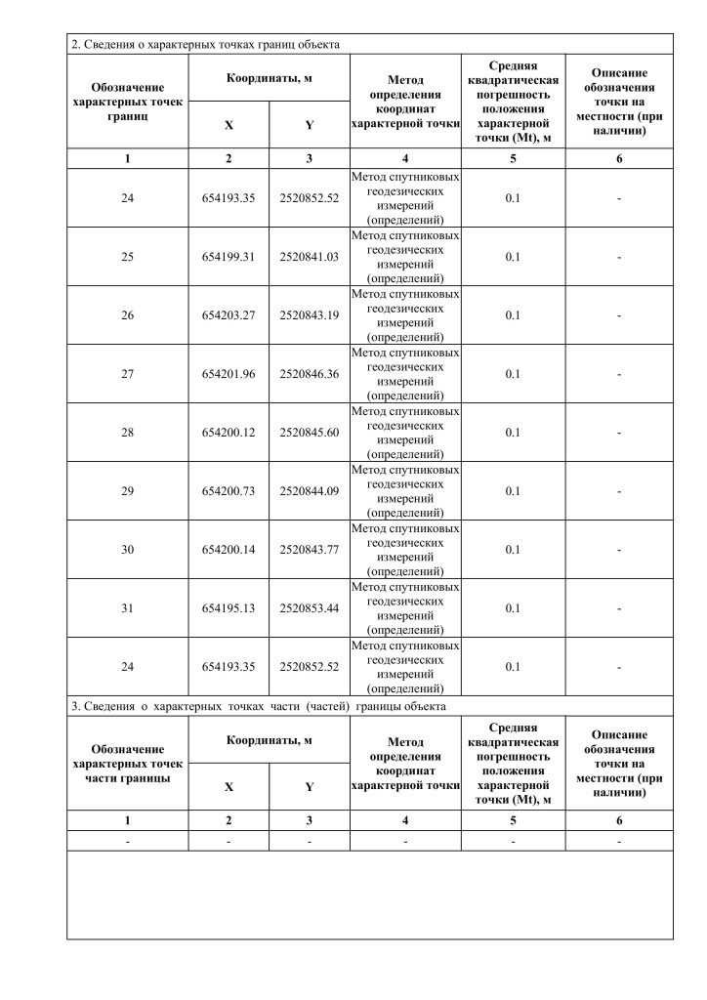 2. Сведения о характерных точках границ объекта
Обозначение
характерных точек
границ
Координаты, м
X
Y
Метод
определения
координат
характерной точки
Средняя
квадратическая
погрешность
положения
характерной
точки (Mt), м
Описание
обозначения
точки на
местности (при
наличии)
1 2 3 4 5 6
24 654193.35 2520852.52 Метод спутниковых
геодезических
измерений
(определений) 0.1 -
25 654199.31 2520841.03 Метод спутниковых
геодезических
измерений
(определений) 0.1 -
26 654203.27 2520843.19 Метод спутниковых
геодезических
измерений
(определений) 0.1 -
27 654201.96 2520846.36 Метод спутниковых
геодезических
измерений
(определений) 0.1 -
28 654200.12 2520845.60 Метод спутниковых
геодезических
измерений
(определений) 0.1 -
29 654200.73 2520844.09 Метод спутниковых
геодезических
измерений
(определений) 0.1 -
30 654200.14 2520843.77 Метод спутниковых
геодезических
измерений
(определений) 0.1 -
31 654195.13 2520853.44 Метод спутниковых
геодезических
измерений
(определений) 0.1 -
24 654193.35 2520852.52 Метод спутниковых
геодезических
измерений
(определений) 0.1 -
3. Сведения о характерных точках части (частей) границы объекта
Обозначение
характерных точек
части границы
Координаты, м
X
Y
Метод
определения
координат
характерной точки
Средняя
квадратическая
погрешность
положения
характерной
точки (Mt), м
Описание
обозначения
точки на
местности (при
наличии)
1 2 3 4 5 6
- - - - - -